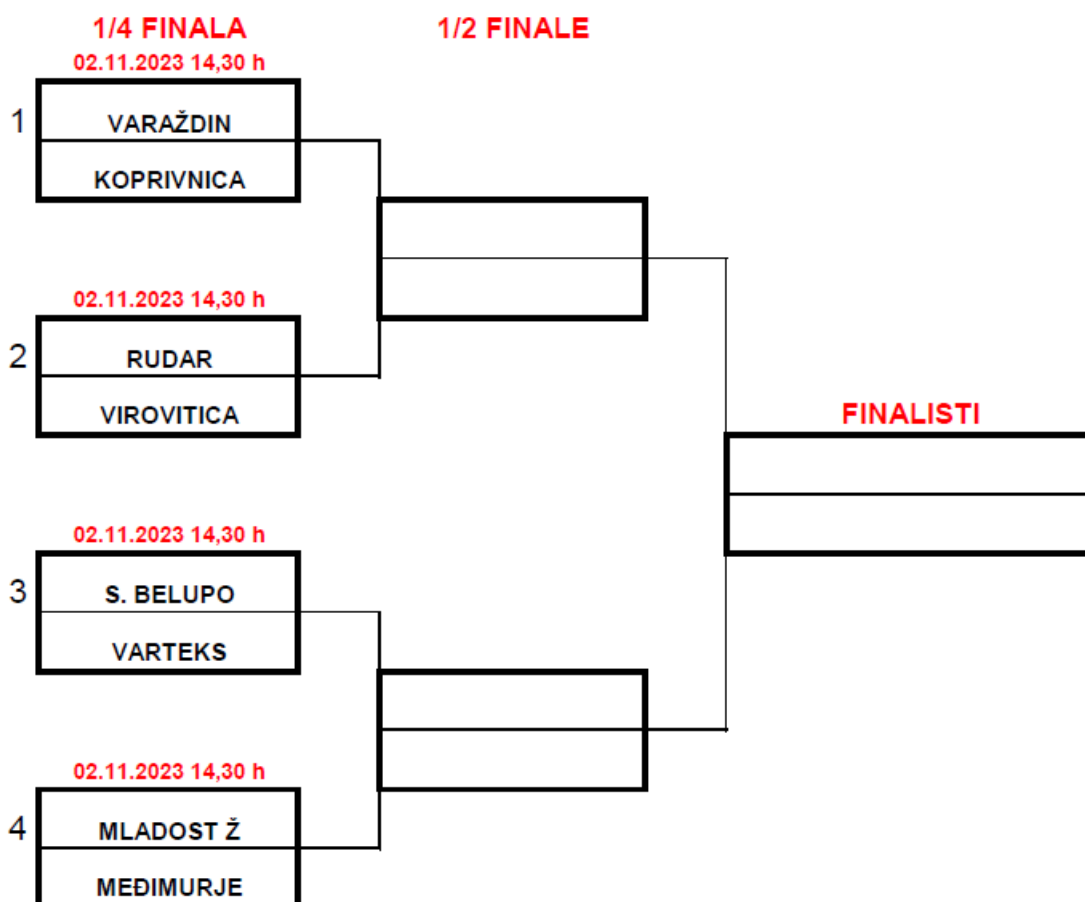 1/4 FINALA
1/2 FINALE
02.11.2023 14,30 h
1
VARAŽDIN
KOPRIVNICA
02.11.2023 14,30 h
2
RUDAR
VIROVITICA
FINALISTI
02.11.2023 14,30 h
3
S. BELUPO
VARTEKS
02.11.2023 14,30 h
4
MLADOST Ž
MEĐIMURJE